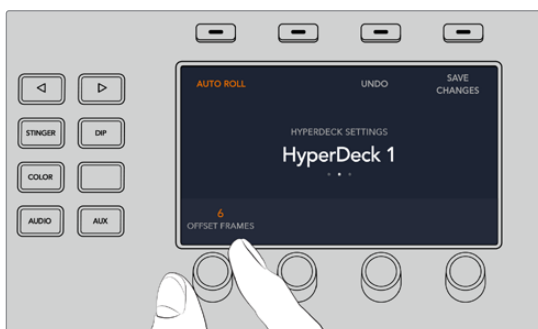 AUTO ROLL
UNDO
SAVE
CHANGES
HYPERDECK SETTINGS
HyperDeck 1
6
OFFSET FRAMES
STINGER
DIP
COLOR
AUDIO
AUX